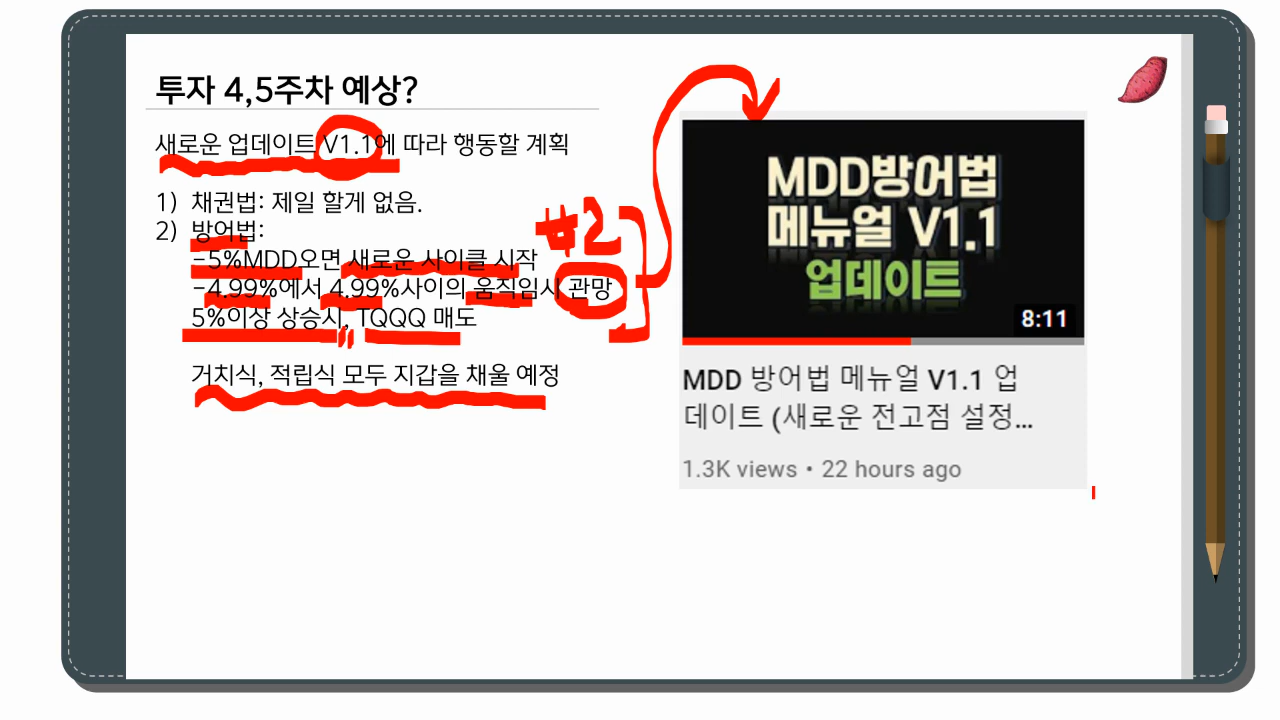 투자 4,5주차 예상?
새로운 업데이트 V1.1에 따라 행동할 계획
1) 채권법: 제일 할게 없음.
2) 방어법:
-5%MDD오면 새로운 사이클 시작
-4.99%에서 4.99%사이의 움직임시 관망
5%이상 상승시, TQQQ 매도
거치식, 적립식 모두 지갑을 채울 예정
#2
MDD방어법
메뉴얼 V1.1
업데이트
8:11
MDD 방어법 메뉴얼 V1.1 업
데이트 (새로운 전고점 설정...
1.3K views • 22 hours ago